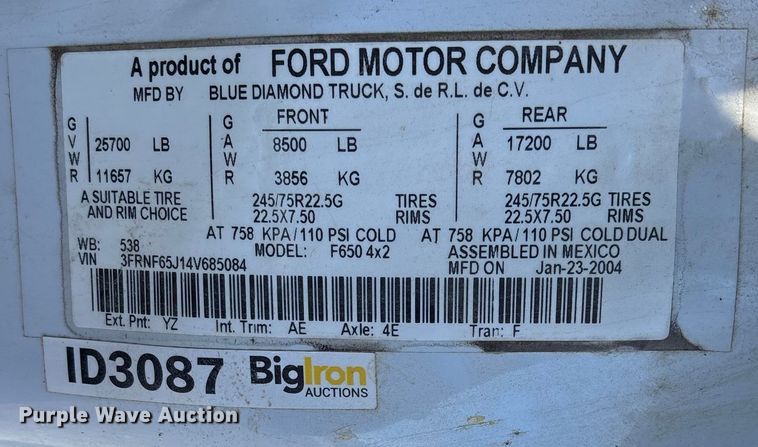 A product of FORD MOTOR COMPANY
MFD BY BLUE DIAMOND TRUCK, S. de R.L. de C.V.
GVWR 25700 LB 11657 KG
GAWR FRONT 8500 LB 3856 KG
GAWR REAR 17200 LB 7802 KG
A SUITABLE TIRE 245/75R22.5G TIRES 245/75R22.5G TIRES
AND RIM CHOICE 22.5X7.50 RIMS 22.5X7.50 RIMS
AT 758 KPA/110 PSI COLD AT 758 KPA/110 PSI COLD DUAL
WB: 538 MODEL: F650 4x2 ASSEMBLED IN MEXICO
VIN 3FRNF65J14V685084 MFD ON Jan-23-2004
Ext. Pnt: YZ Int. Trim: AE Axle: 4E Tran: F
ID3087 BigIron
AUCTIONS
Purple Wave Auction